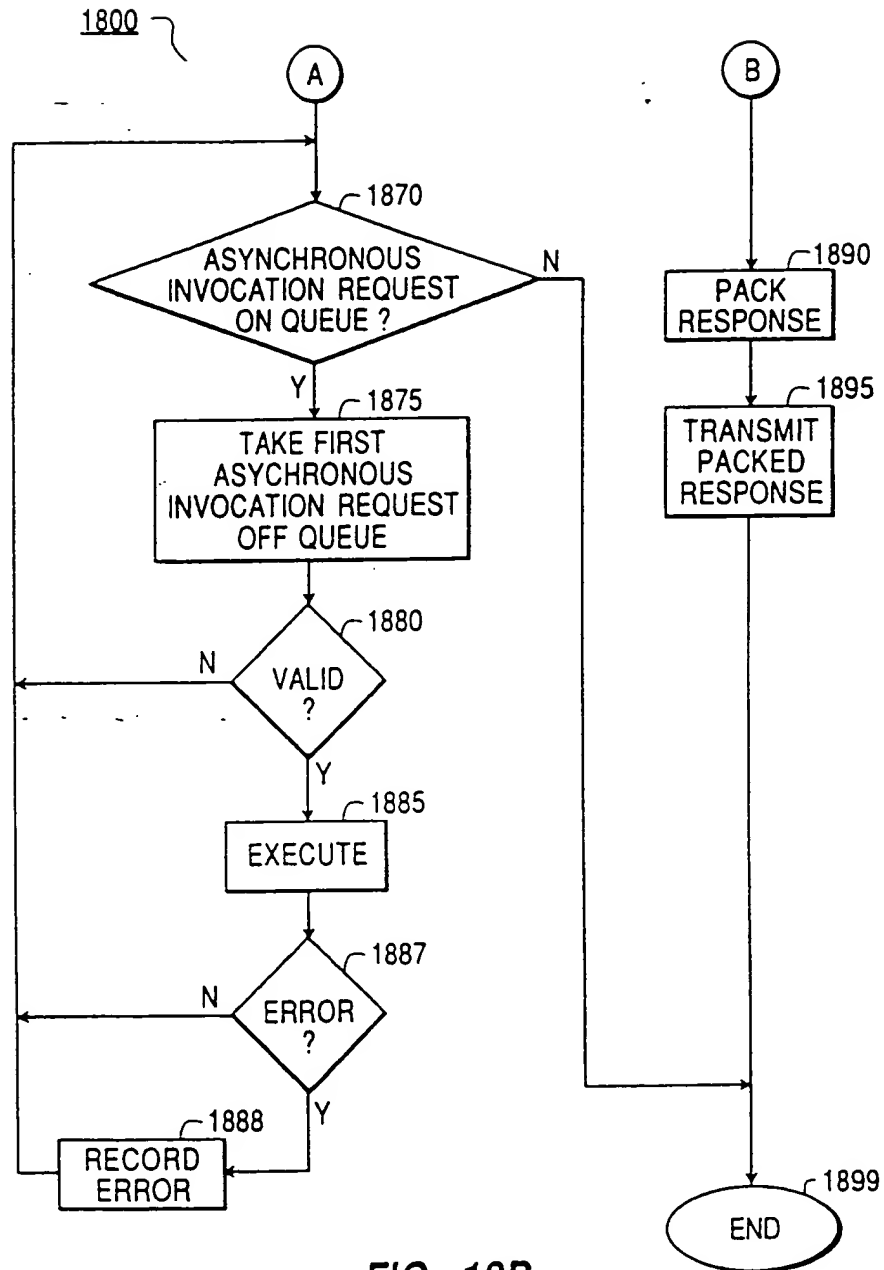 1800
A
B
1870
ASYNCHRONOUS
INVOCATION REQUEST
ON QUEUE ?
N
Y
1875
TAKE FIRST
ASYCHRONOUS
INVOCATION REQUEST
OFF QUEUE
1880
VALID
?
N
Y
1885
EXECUTE
1887
ERROR
?
N
Y
1888
RECORD
ERROR
1890
PACK
RESPONSE
1895
TRANSMIT
PACKED
RESPONSE
1899
END